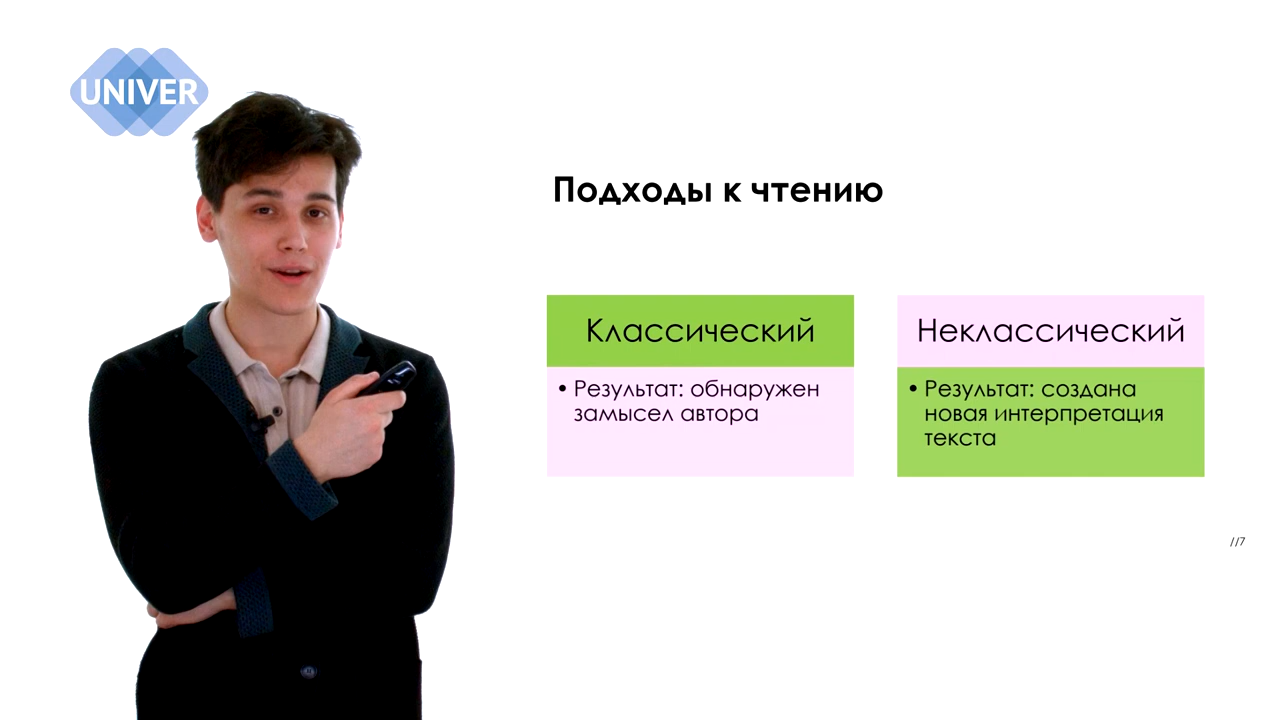 UNIVER
Подходы к чтению
Классический
• Результат: обнаружен
замысел автора
Неклассический
• Результат: создана
новая интерпретация
текста
//7